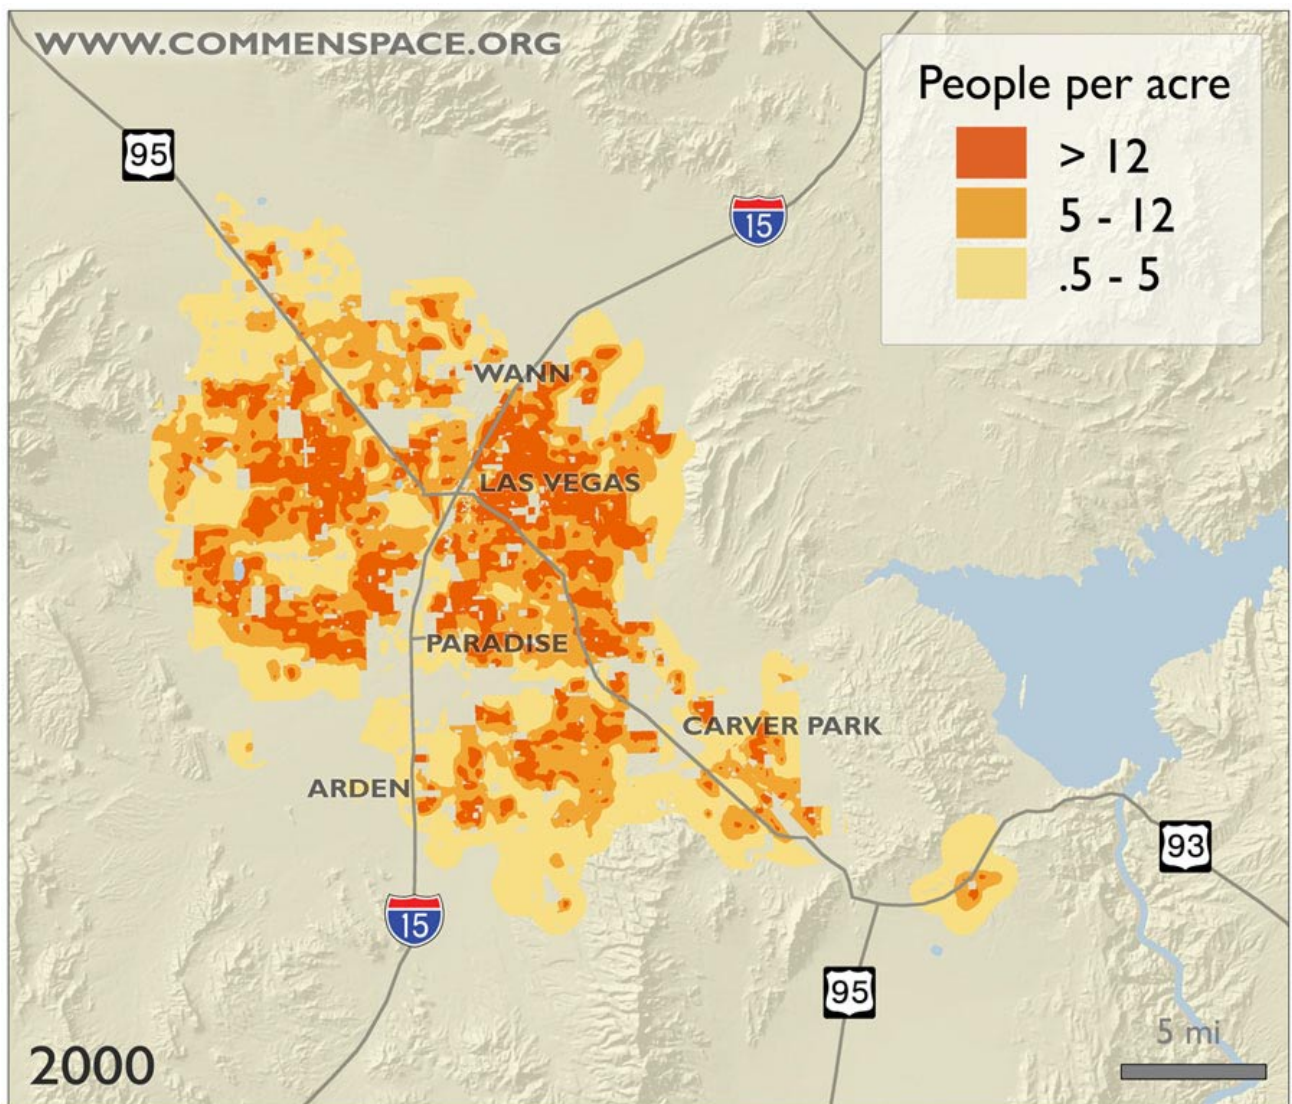 WWW.COMMENSPACE.ORG
People per acre
> 12
5 - 12
.5 - 5
95
15
WANN
LAS VEGAS
PARADISE
CARVER PARK
ARDEN
93
15
95
5 mi
2000